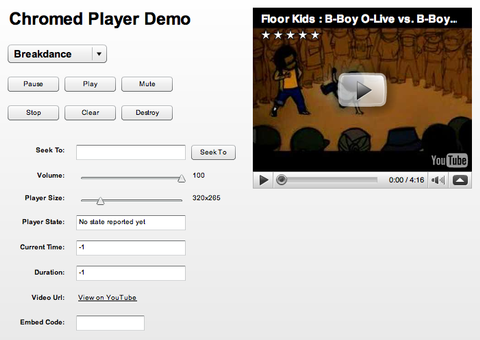 Chromed Player Demo
Breakdance
Pause Play Mute
Stop Clear Destroy
Seek To: Seek To
Volume: 100
Player Size: 320x265
Player State: No state reported yet
Current Time: -1
Duration: -1
Video Url: View on YouTube
Embed Code:
Floor Kids : B-Boy O-Live vs. B-Boy...
YouTube
0:00 / 4:16